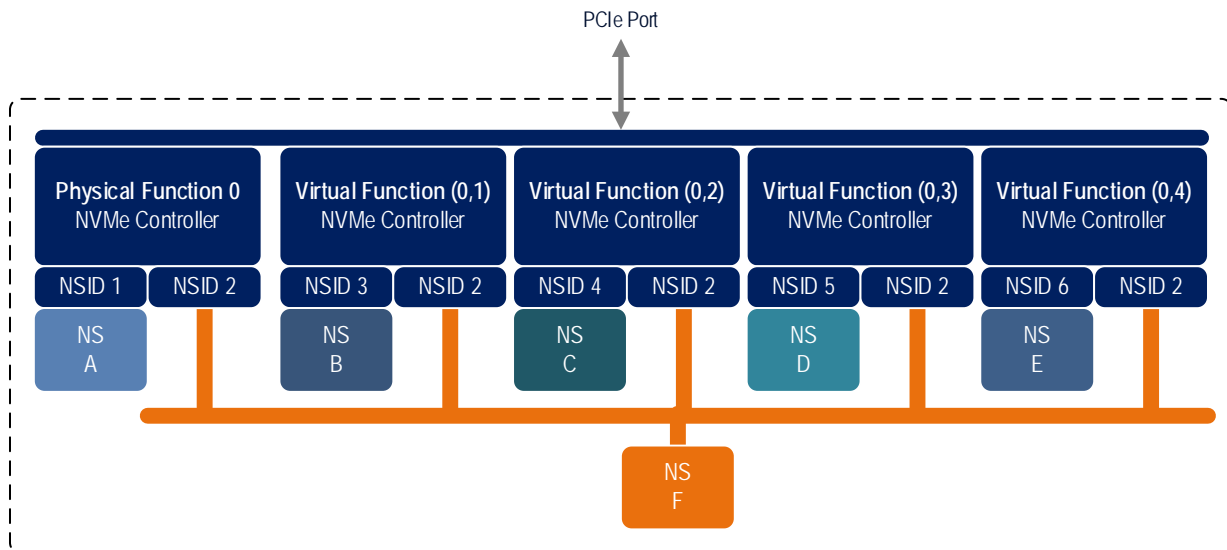 PCIe Port
Physical Function 0
NVMe Controller
Virtual Function (0,1)
NVMe Controller
Virtual Function (0,2)
NVMe Controller
Virtual Function (0,3)
NVMe Controller
Virtual Function (0,4)
NVMe Controller
NSID 1
NSID 2
NSID 3
NSID 2
NSID 4
NSID 2
NSID 5
NSID 2
NSID 6
NSID 2
NS
A
NS
B
NS
C
NS
D
NS
E
NS
F